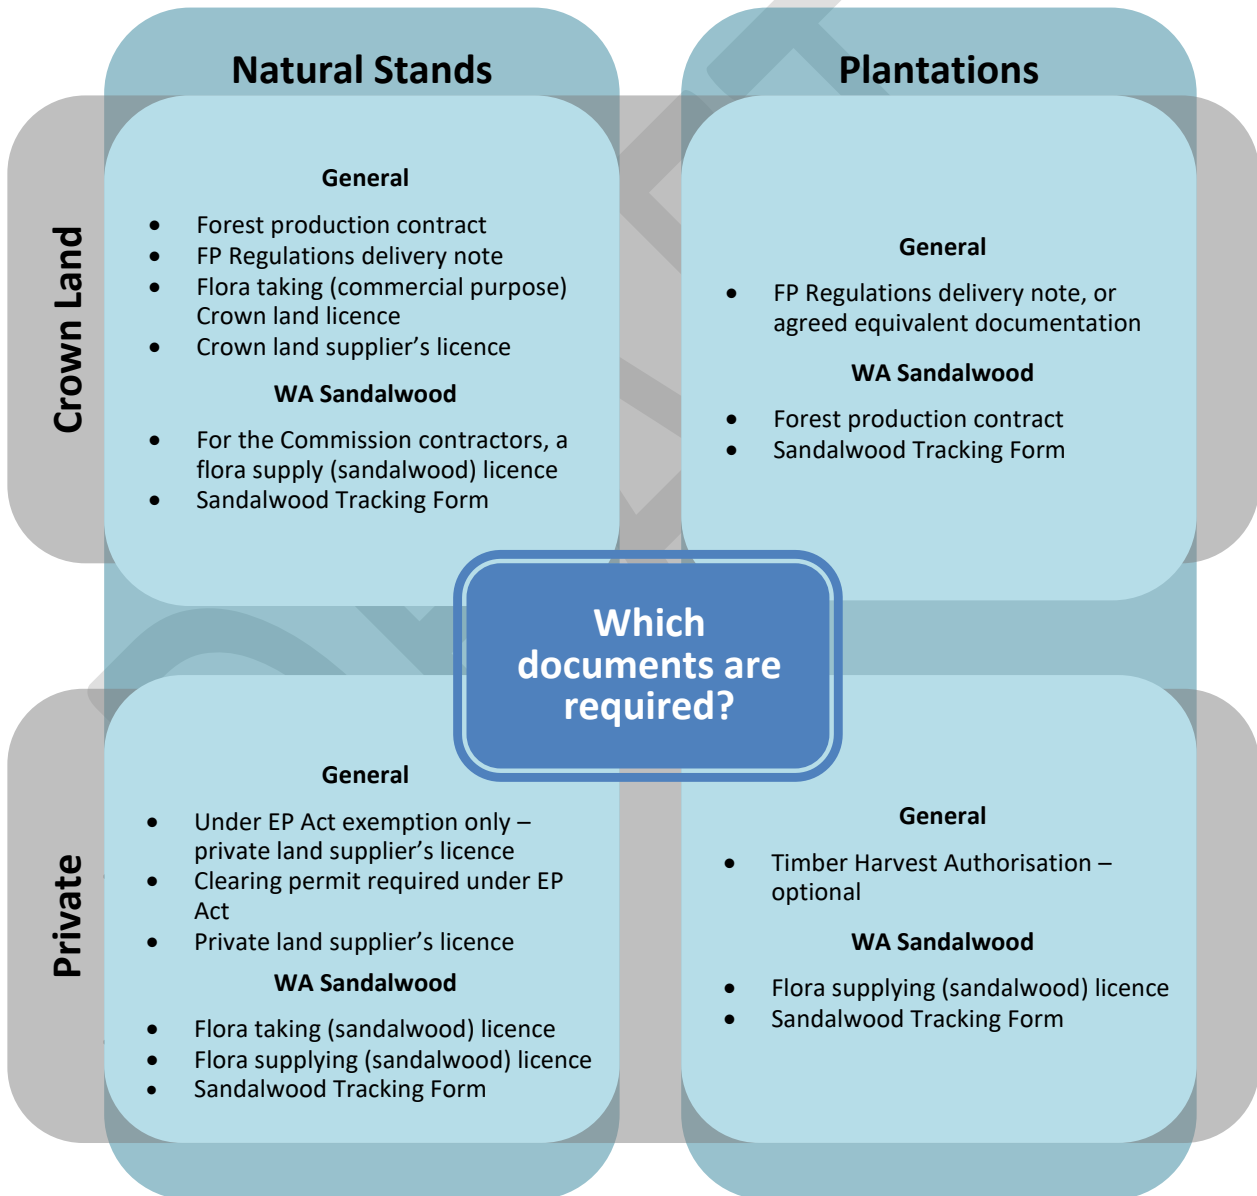 Natural Stands
Plantations
Crown Land
General
• Forest production contract
• FP Regulations delivery note
• Flora taking (commercial purpose)
Crown land licence
• Crown land supplier’s licence
WA Sandalwood
• For the Commission contractors, a
flora supply (sandalwood) licence
• Sandalwood Tracking Form
General
• FP Regulations delivery note, or
agreed equivalent documentation
WA Sandalwood
• Forest production contract
• Sandalwood Tracking Form
Which
documents are
required?
Private
General
• Under EP Act exemption only –
private land supplier’s licence
• Clearing permit required under EP
Act
• Private land supplier’s licence
WA Sandalwood
• Flora taking (sandalwood) licence
• Flora supplying (sandalwood) licence
• Sandalwood Tracking Form
General
• Timber Harvest Authorisation –
optional
WA Sandalwood
• Flora supplying (sandalwood) licence
• Sandalwood Tracking Form